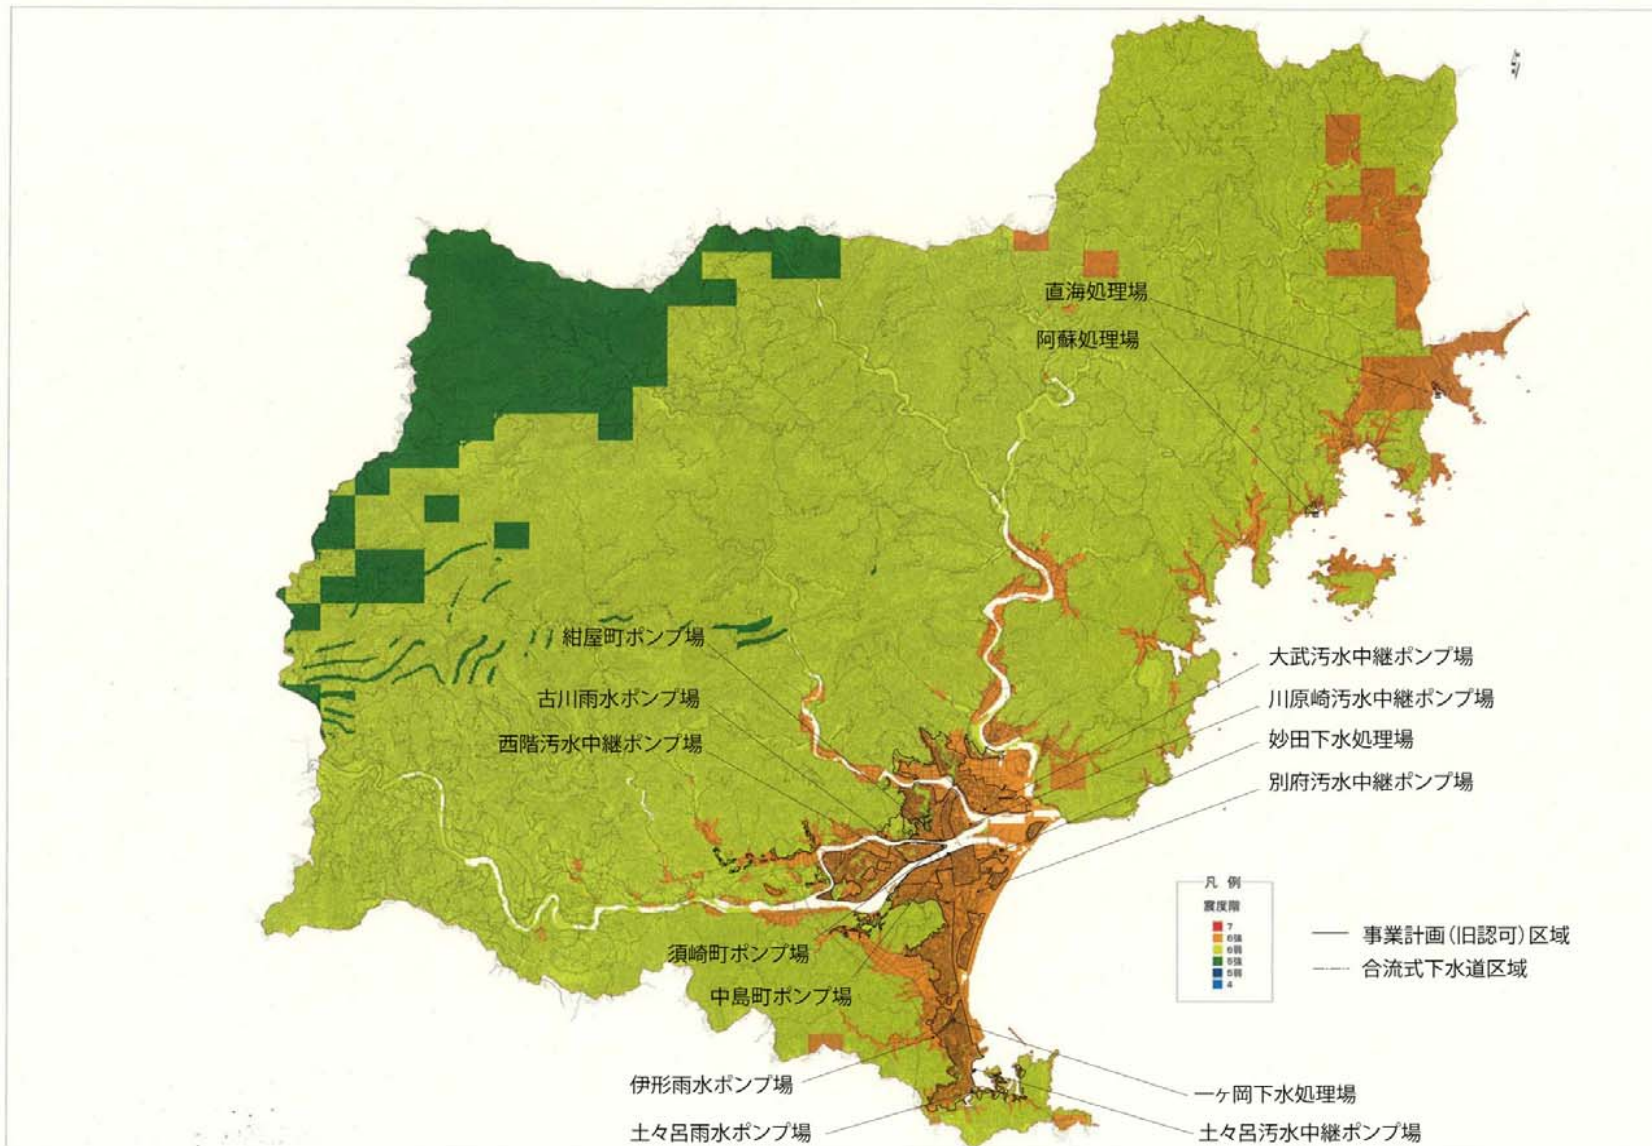 直海処理場
阿蘇処理場
紺屋町ポンプ場
古川雨水ポンプ場
西階汚水中継ポンプ場
大武汚水中継ポンプ場
川原崎汚水中継ポンプ場
妙田下水処理場
別府汚水中継ポンプ場
凡 例
震度階
7
6強
6弱
5強
5弱
4
事業計画(旧認可)区域
合流式下水道区域
須崎町ポンプ場
中島町ポンプ場
伊形雨水ポンプ場
土々呂雨水ポンプ場
一ヶ岡下水処理場
土々呂汚水中継ポンプ場